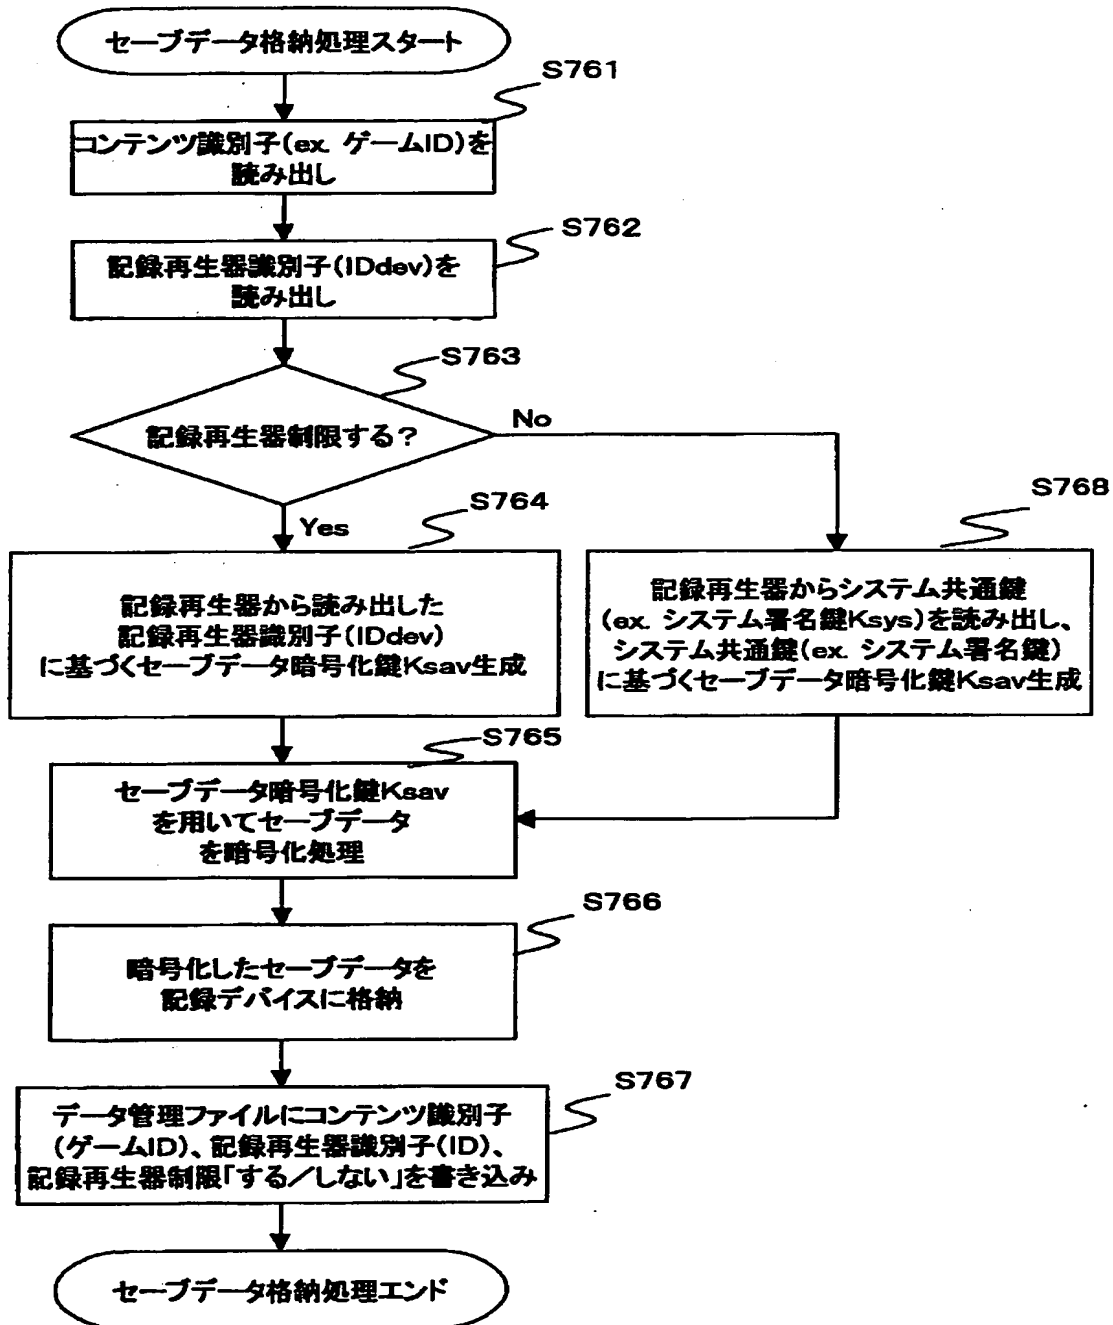 セーブデータ格納処理スタート
S761
コンテンツ識別子(ex. ゲームID)を
読み出し
S762
記録再生器識別子(IDdev)を
読み出し
S763
記録再生器制限する?
No
Yes
S764
記録再生器から読み出した
記録再生器識別子(IDdev)
に基づくセーブデータ暗号化鍵Ksav生成
S768
記録再生器からシステム共通鍵
(ex. システム署名鍵Ksys)を読み出し、
システム共通鍵(ex. システム署名鍵)
に基づくセーブデータ暗号化鍵Ksav生成
S765
セーブデータ暗号化鍵Ksav
を用いてセーブデータ
を暗号化処理
S766
暗号化したセーブデータを
記録デバイスに格納
S767
データ管理ファイルにコンテンツ識別子
(ゲームID)、記録再生器識別子(ID)、
記録再生器制限「する/しない」を書き込み
セーブデータ格納処理エンド